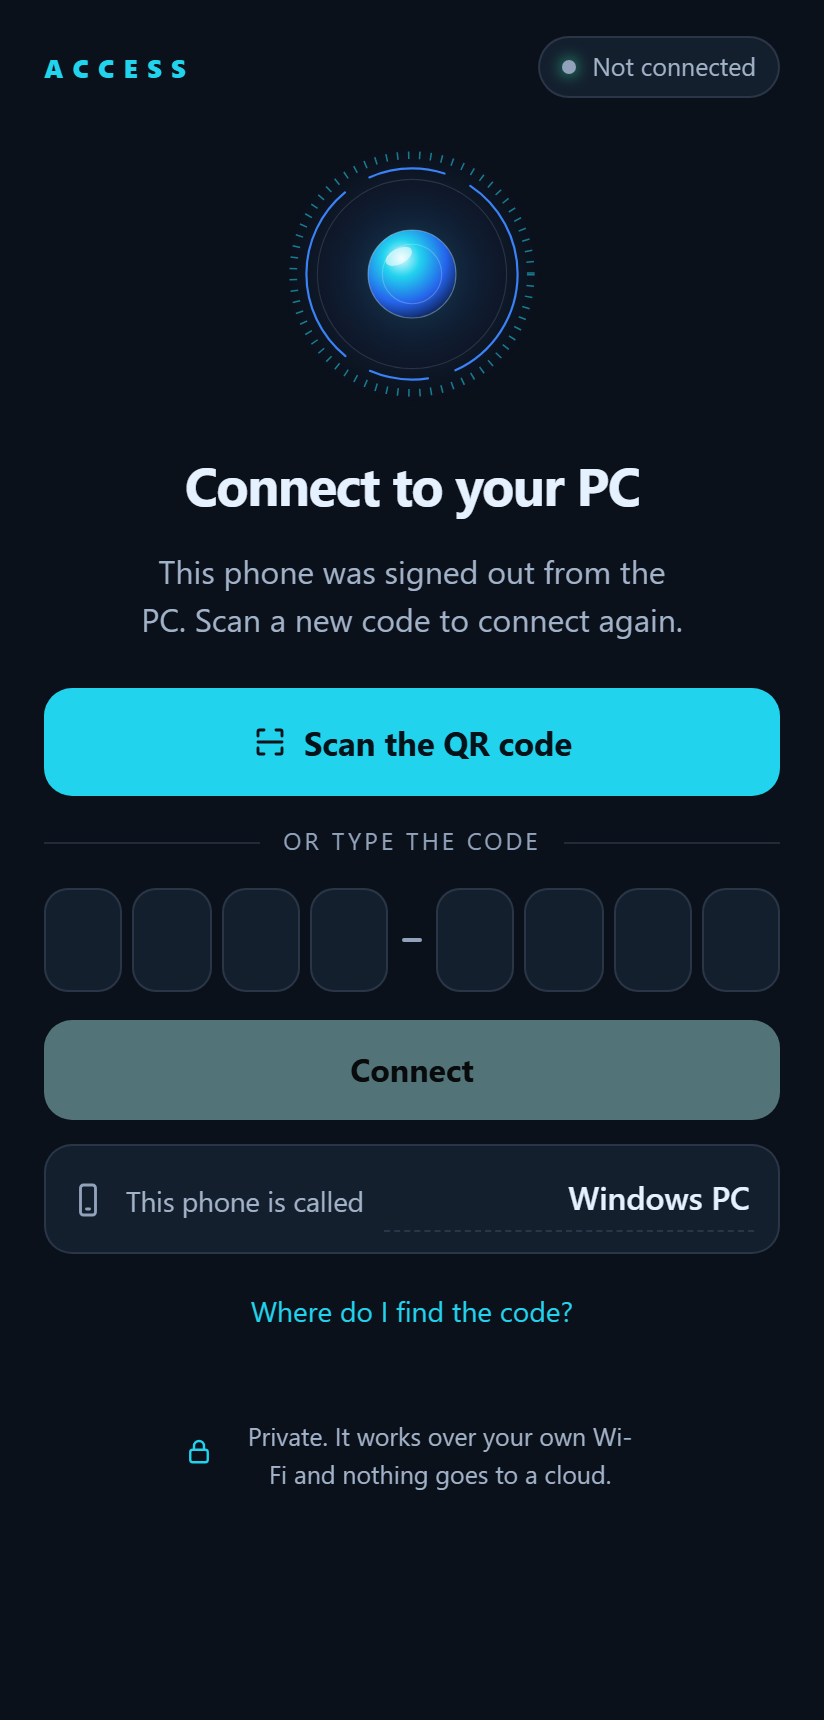 ACCESS
Not connected
Connect to your PC
This phone was signed out from the
PC. Scan a new code to connect again.
Scan the QR code
OR TYPE THE CODE
–
Connect
This phone is called
Windows PC
Where do I find the code?
Private. It works over your own Wi-
Fi and nothing goes to a cloud.